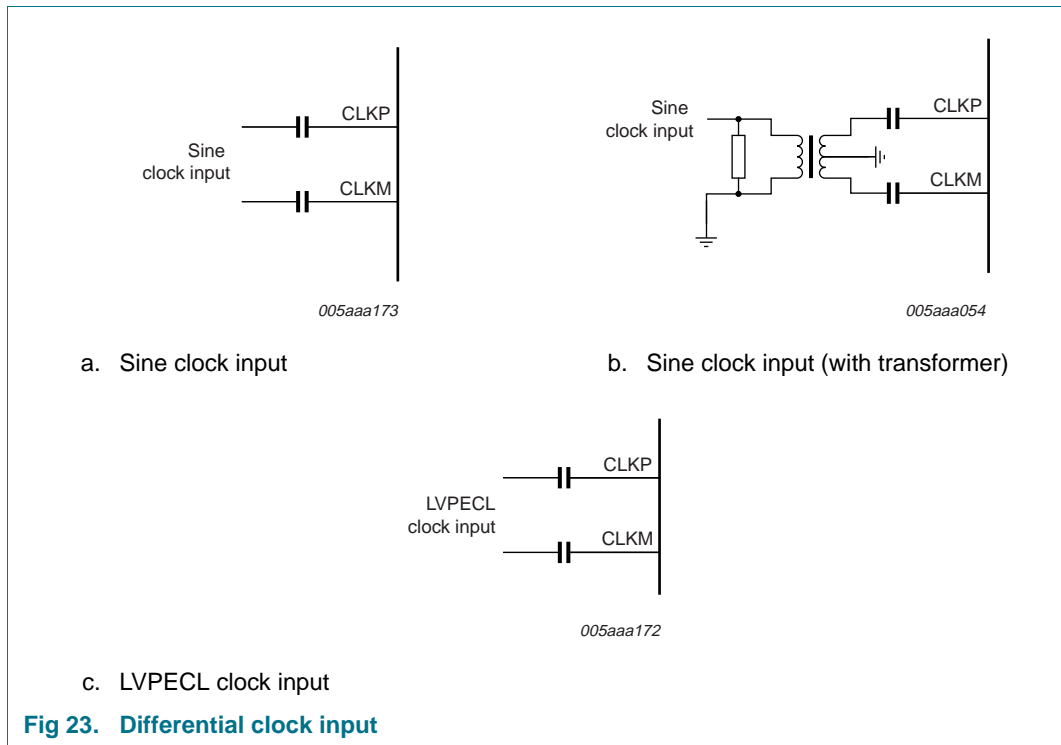 CLKP
Sine
clock input
CLKM
005aaa173
a. Sine clock input
Sine
clock input
CLKP
CLKM
005aaa054
b. Sine clock input (with transformer)
CLKP
LVPECL
clock input
CLKM
005aaa172
c. LVPECL clock input
Fig 23. Differential clock input